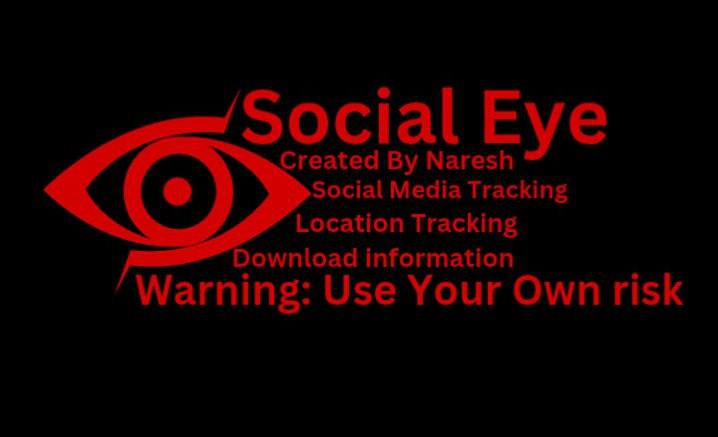 Social Eye
Created By Naresh
Social Media Tracking
Location Tracking
Download information
Warning: Use Your Own risk